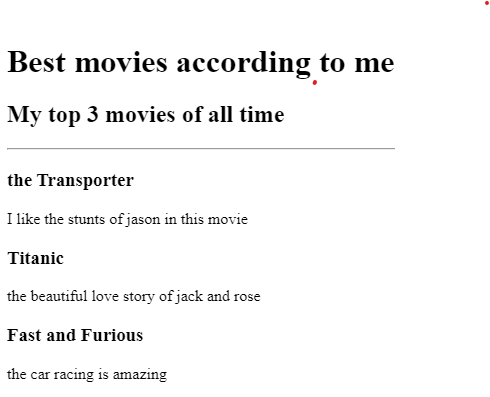 Best movies according to me
My top 3 movies of all time
the Transporter
I like the stunts of jason in this movie
Titanic
the beautiful love story of jack and rose
Fast and Furious
the car racing is amazing